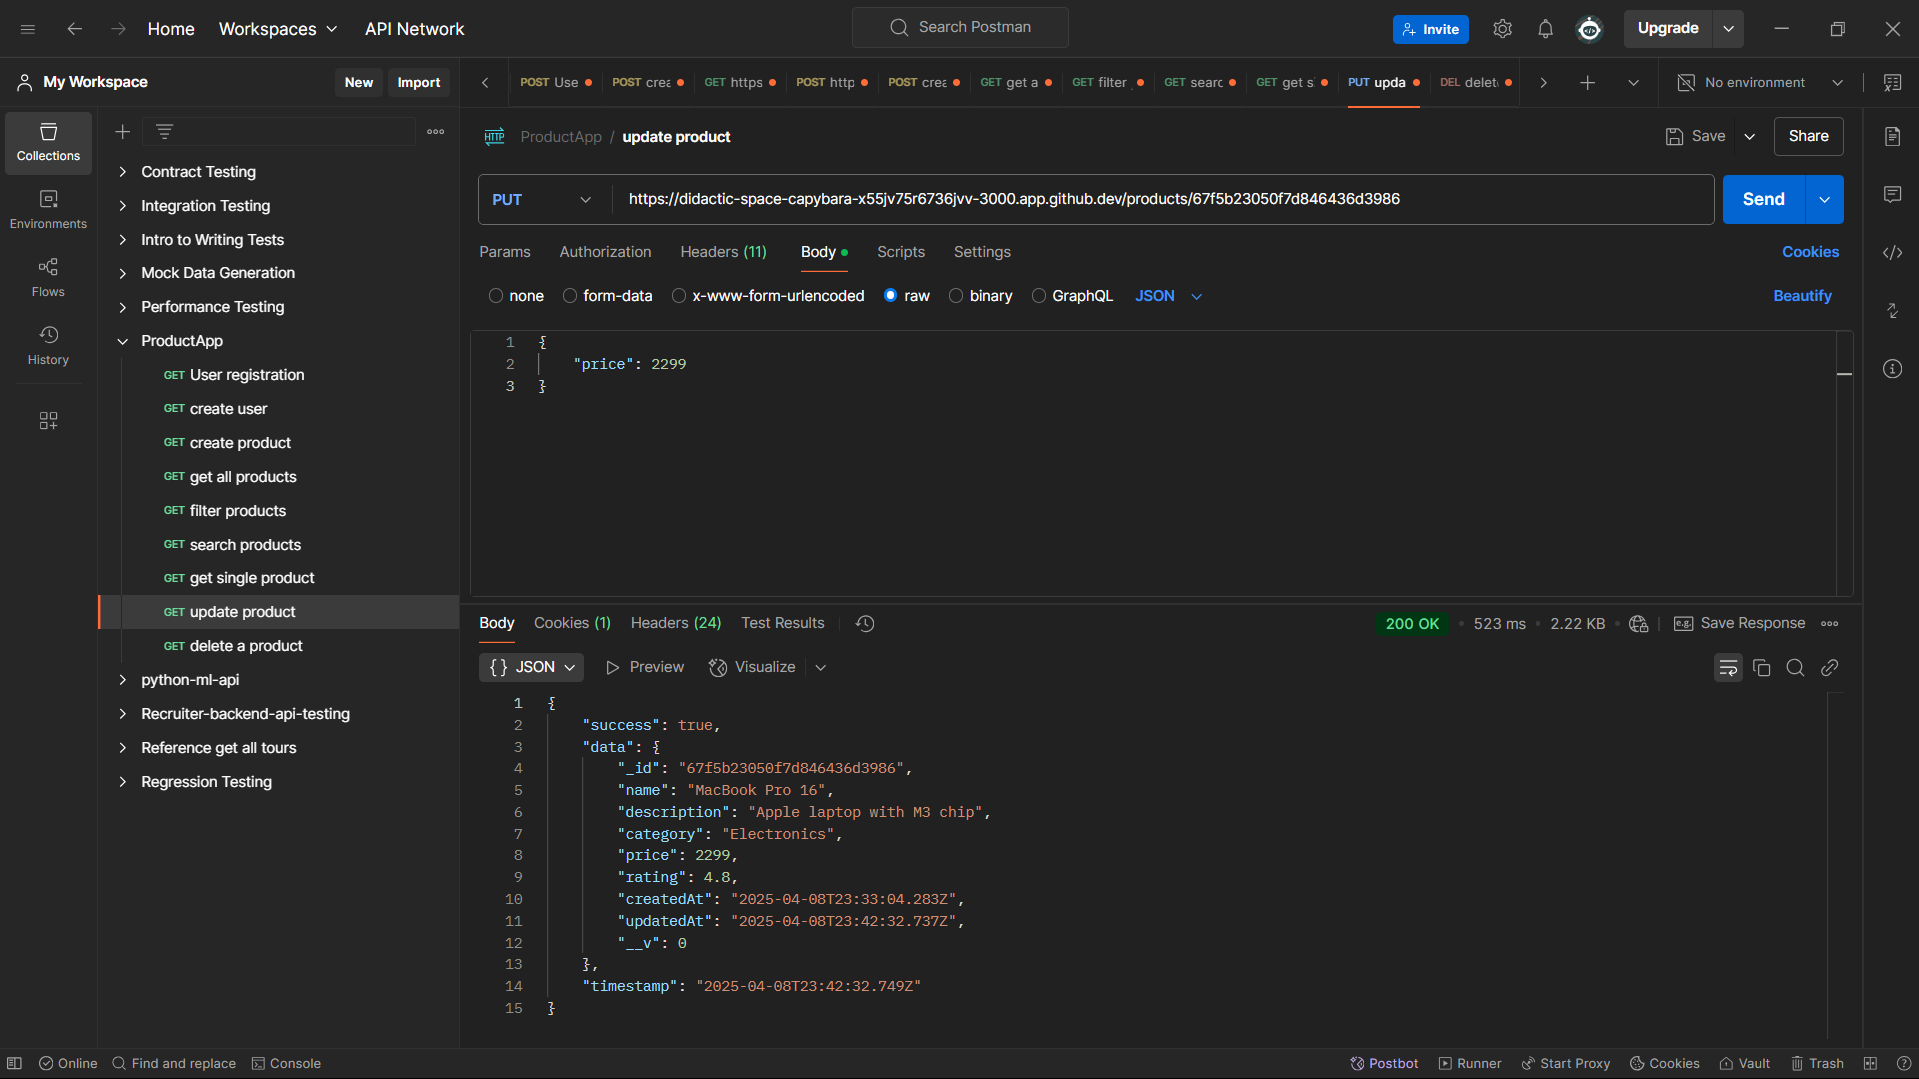 Home
Workspaces
API Network
Search Postman
Invite
Upgrade
My Workspace
New
Import
POST Use
POST crea
GET https
POST http
POST crea
GET get a
GET filter
GET searc
GET get s
PUT upda
DEL delet
No environment
Collections
Environments
Flows
History
Contract Testing
Integration Testing
Intro to Writing Tests
Mock Data Generation
Performance Testing
ProductApp
GET User registration
GET create user
GET create product
GET get all products
GET filter products
GET search products
GET get single product
GET update product
GET delete a product
python-ml-api
Recruiter-backend-api-testing
Reference get all tours
Regression Testing
HTTP ProductApp / update product
Save
Share
PUT
https://didactic-space-capybara-x55jv75r6736jvv-3000.app.github.dev/products/67f5b23050f7d846436d3986
Send
Params
Authorization
Headers (11)
Body
Scripts
Settings
Cookies
none
form-data
x-www-form-urlencoded
raw
binary
GraphQL
JSON
Beautify
1 {
2 "price": 2299
3 }
Body
Cookies (1)
Headers (24)
Test Results
200 OK
523 ms
2.22 KB
e.g. Save Response
{} JSON
Preview
Visualize
1 {
2 "success": true,
3 "data": {
4 "_id": "67f5b23050f7d846436d3986",
5 "name": "MacBook Pro 16",
6 "description": "Apple laptop with M3 chip",
7 "category": "Electronics",
8 "price": 2299,
9 "rating": 4.8,
10 "createdAt": "2025-04-08T23:33:04.283Z",
11 "updatedAt": "2025-04-08T23:42:32.737Z",
12 "__v": 0
13 },
14 "timestamp": "2025-04-08T23:42:32.749Z"
15 }
Online
Find and replace
Console
Postbot
Runner
Start Proxy
Cookies
Vault
Trash